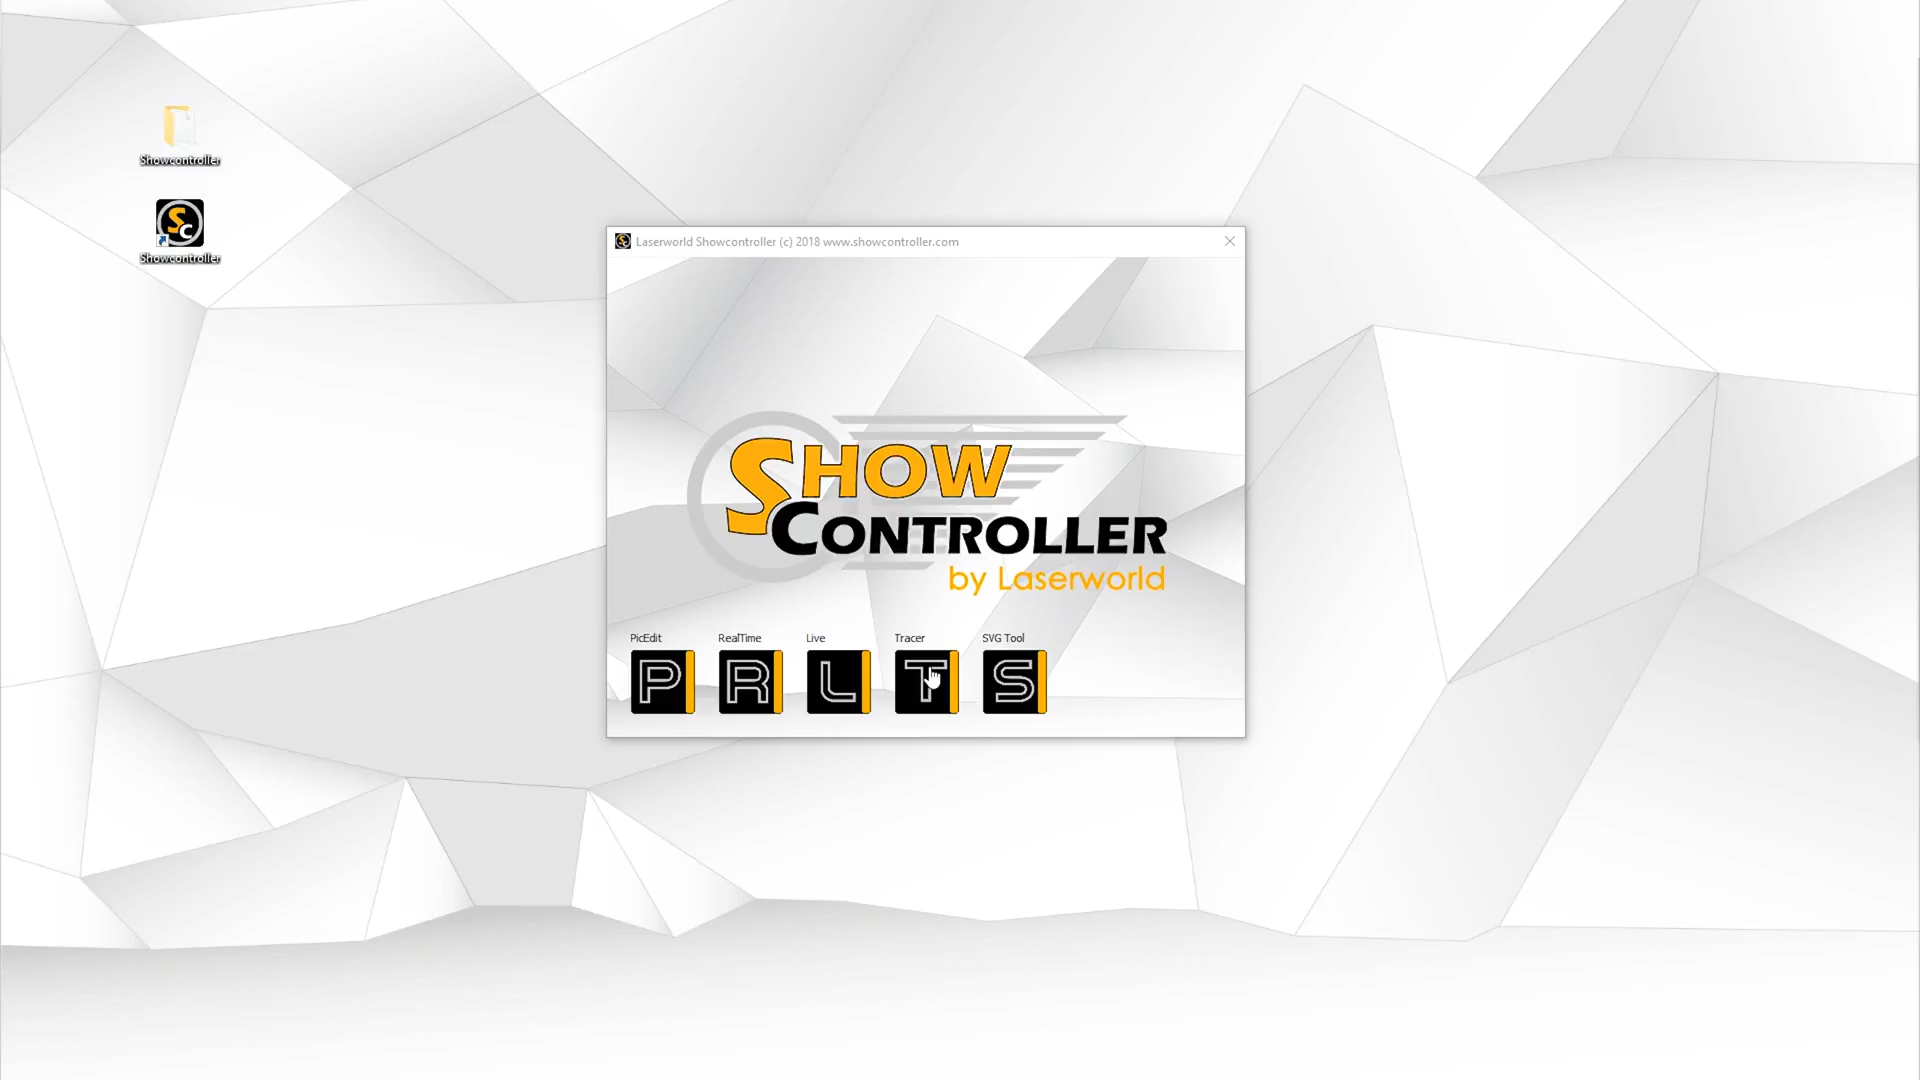 Showcontroller
Showcontroller
Laserworld Showcontroller (c) 2018 www.showcontroller.com
SHOW
CONTROLLER
by Laserworld
PicEdit RealTime Live Tracer SVG Tool
P R L T S